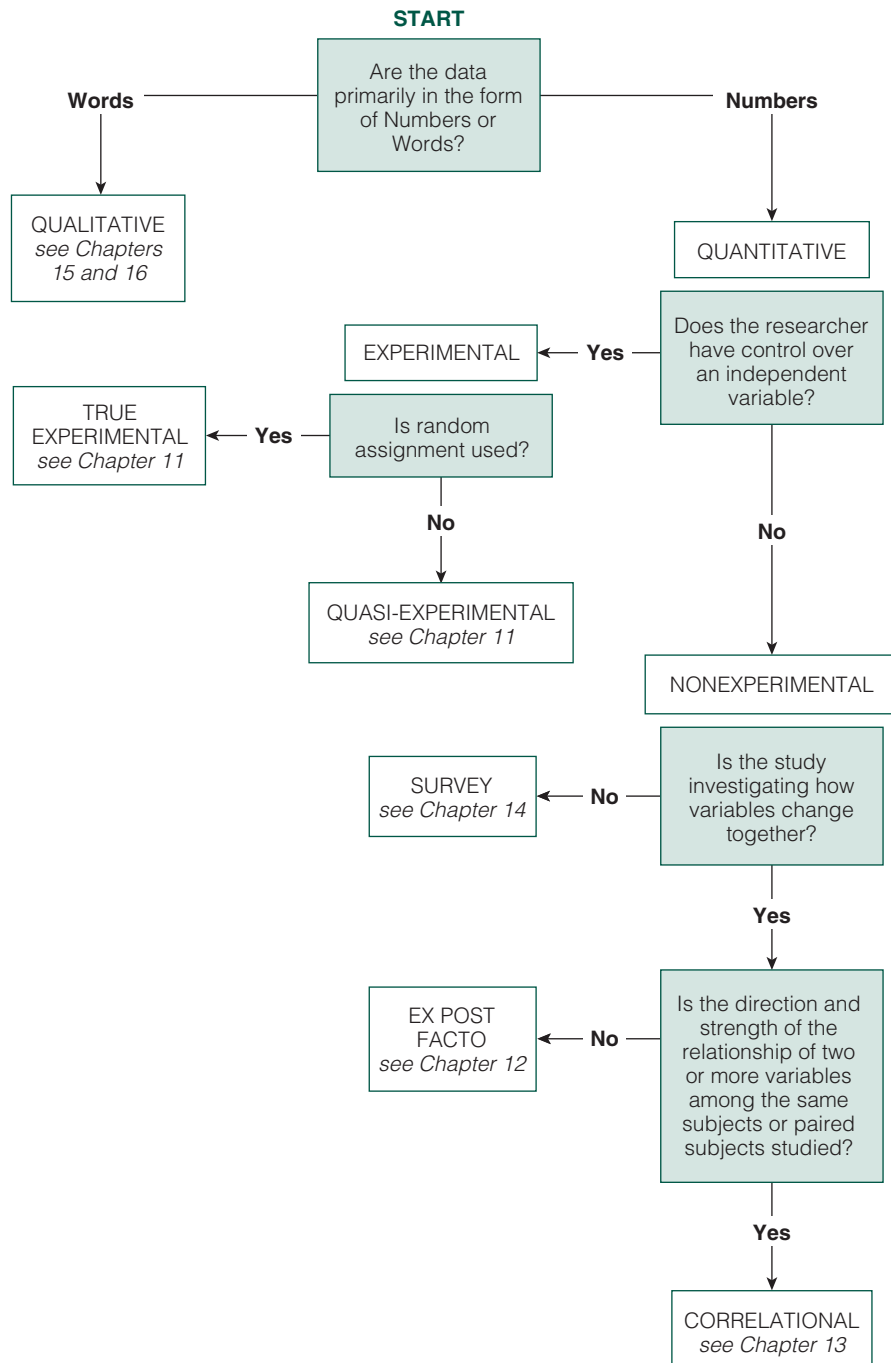 START
Are the data
primarily in the form
of Numbers or
Words?
Words
Numbers
QUALITATIVE
see Chapters
15 and 16
QUANTITATIVE
Does the researcher
have control over
an independent
variable?
Yes
EXPERIMENTAL
Is random
assignment used?
Yes
TRUE
EXPERIMENTAL
see Chapter 11
No
QUASI-EXPERIMENTAL
see Chapter 11
No
NONEXPERIMENTAL
Is the study
investigating how
variables change
together?
No
SURVEY
see Chapter 14
Yes
Is the direction and
strength of the
relationship of two
or more variables
among the same
subjects or paired
subjects studied?
No
EX POST
FACTO
see Chapter 12
Yes
CORRELATIONAL
see Chapter 13